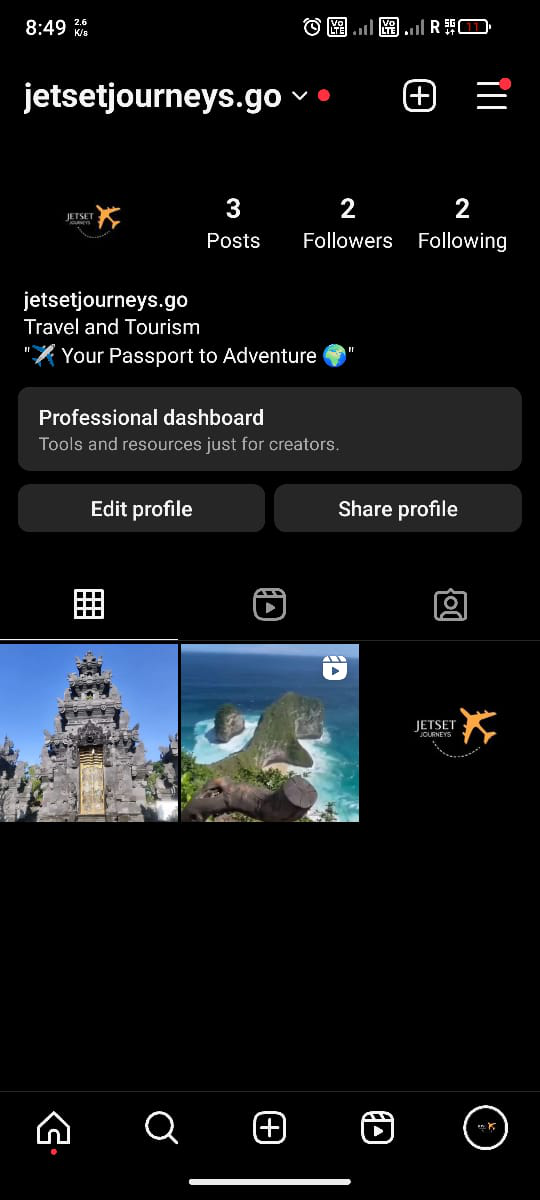 8:49 2.6 K/s VO LTE VO LTE R 5G 11
jetsetjourneys.go
JETSET
JOURNEYS
3 2 2
Posts Followers Following
jetsetjourneys.go
Travel and Tourism
"✈️ Your Passport to Adventure 🌍"
Professional dashboard
Tools and resources just for creators.
Edit profile Share profile
JETSET
JOURNEYS